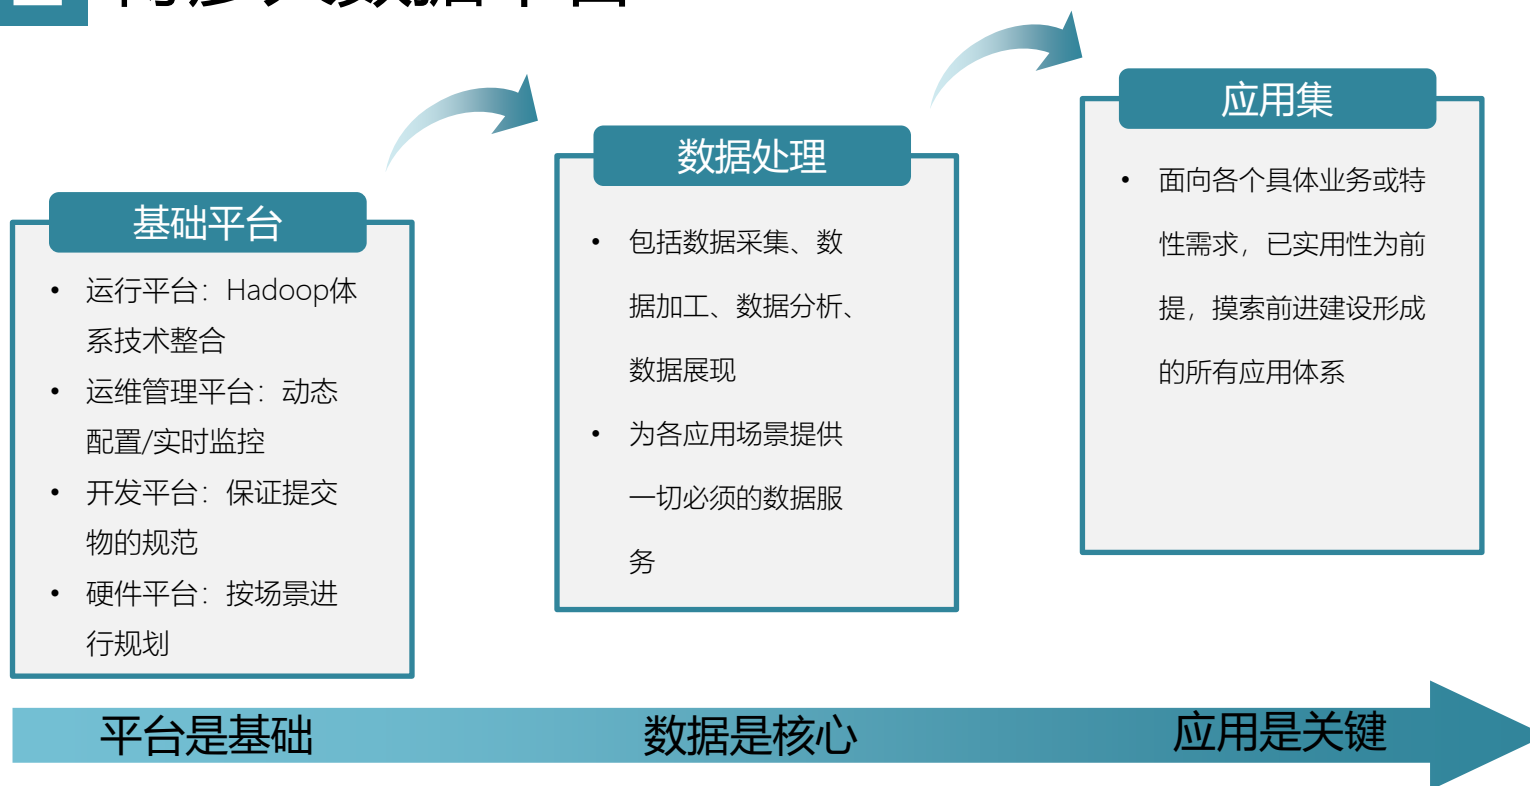 大数据平台
应用集
数据处理
基础平台
• 运行平台：Hadoop体
系技术整合
• 运维管理平台：动态
配置/实时监控
• 开发平台：保证提交
物的规范
• 硬件平台：按场景进
行规划
• 包括数据采集、数
据加工、数据分析、
数据展现
• 为各应用场景提供
一切必须的数据服
务
• 面向各个具体业务或特
性需求，已实用性为前
提，摸索前进建设形成
的所有应用体系
平台是基础
数据是核心
应用是关键